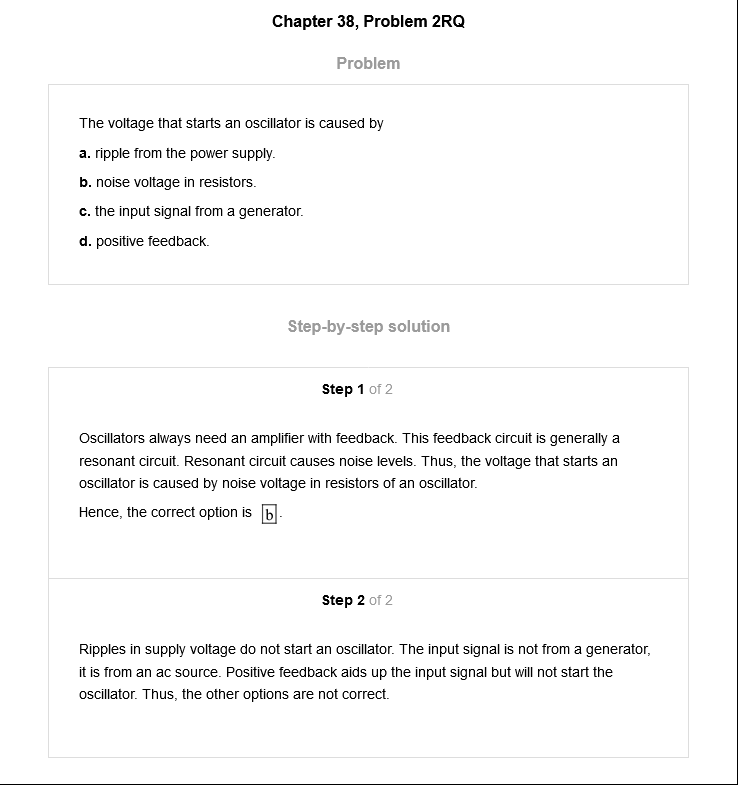 Chapter 38, Problem 2RQ
Problem
The voltage that starts an oscillator is caused by
a. ripple from the power supply.
b. noise voltage in resistors.
c. the input signal from a generator.
d. positive feedback.
Step-by-step solution
Step 1 of 2
Oscillators always need an amplifier with feedback. This feedback circuit is generally a
resonant circuit. Resonant circuit causes noise levels. Thus, the voltage that starts an
oscillator is caused by noise voltage in resistors of an oscillator.
Hence, the correct option is b.
Step 2 of 2
Ripples in supply voltage do not start an oscillator. The input signal is not from a generator,
it is from an ac source. Positive feedback aids up the input signal but will not start the
oscillator. Thus, the other options are not correct.